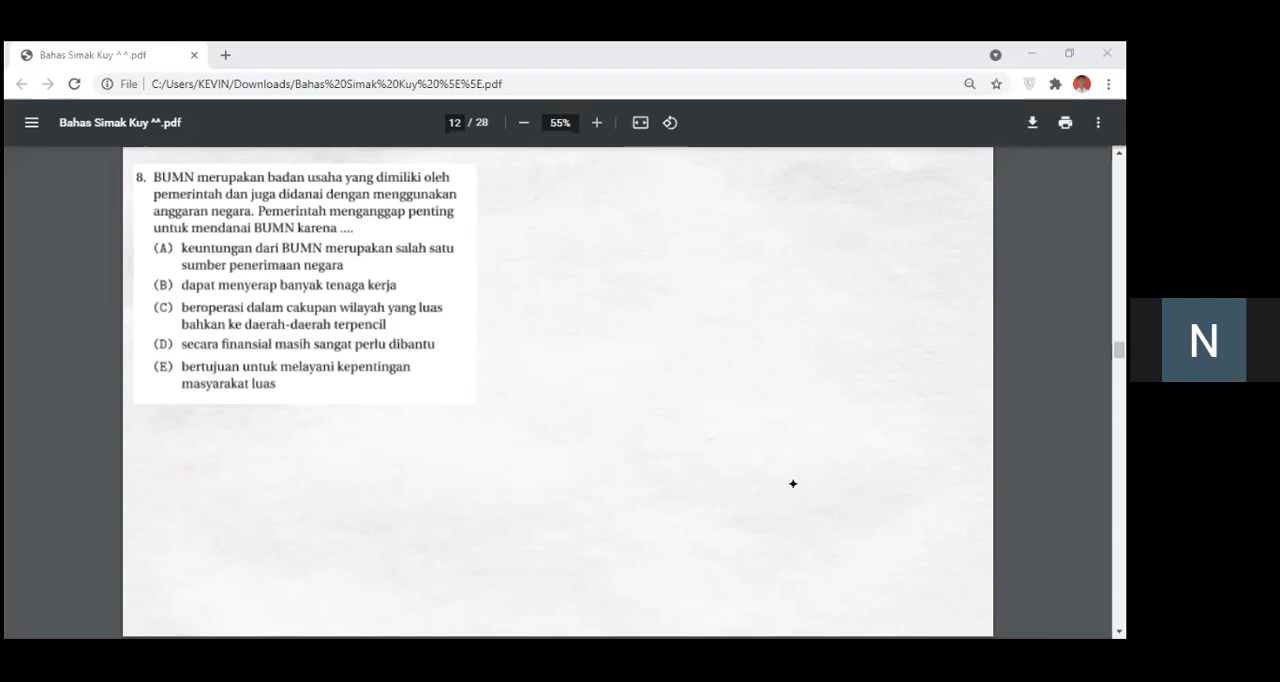 Bahas Simak Kuy ^^.pdf
File C:/Users/KEVIN/Downloads/Bahas%20Simak%20Kuy%20%5E%5E.pdf
Bahas Simak Kuy ^^.pdf 12 / 28 55%
8. BUMN merupakan badan usaha yang dimiliki oleh
pemerintah dan juga didanai dengan menggunakan
anggaran negara. Pemerintah menganggap penting
untuk mendanai BUMN karena ....
(A) keuntungan dari BUMN merupakan salah satu
sumber penerimaan negara
(B) dapat menyerap banyak tenaga kerja
(C) beroperasi dalam cakupan wilayah yang luas
bahkan ke daerah-daerah terpencil
(D) secara finansial masih sangat perlu dibantu
(E) bertujuan untuk melayani kepentingan
masyarakat luas
N